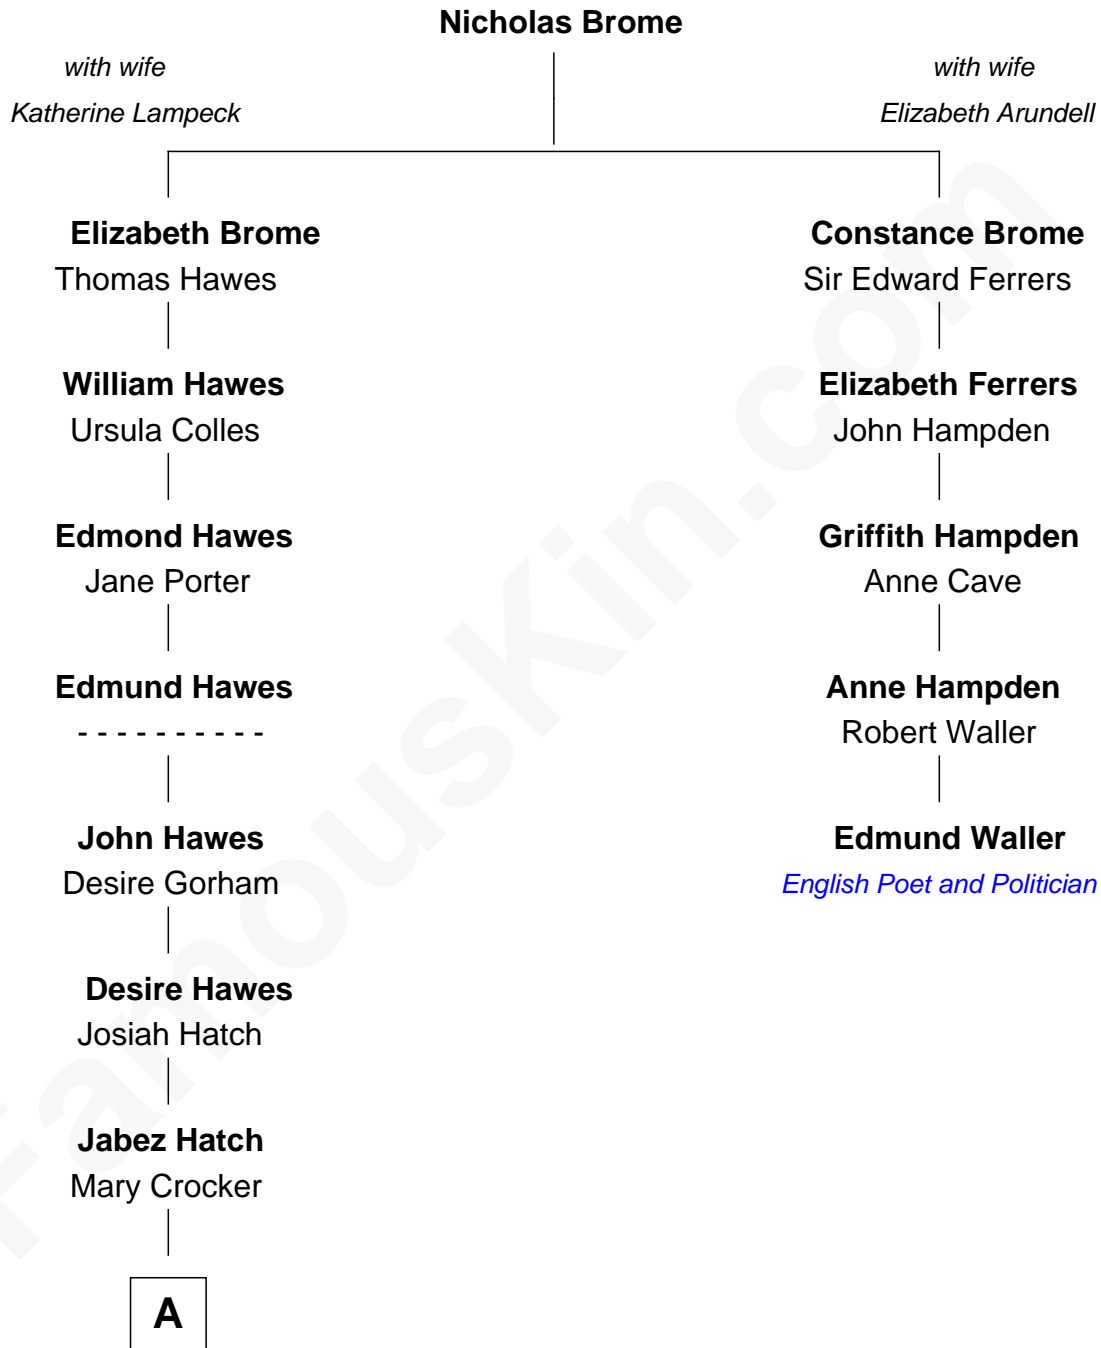 Nicholas Brome
with wife
Katherine Lampeck
with wife
Elizabeth Arundell
Elizabeth Brome
Thomas Hawes
Constance Brome
Sir Edward Ferrers
William Hawes
Ursula Colles
Elizabeth Ferrers
John Hampden
Edmond Hawes
Jane Porter
Griffith Hampden
Anne Cave
Edmund Hawes
- - - - - - - - - -
Anne Hampden
Robert Waller
John Hawes
Desire Gorham
Edmund Waller
English Poet and Politician
Desire Hawes
Josiah Hatch
Jabez Hatch
Mary Crocker
A
FamousKin.com